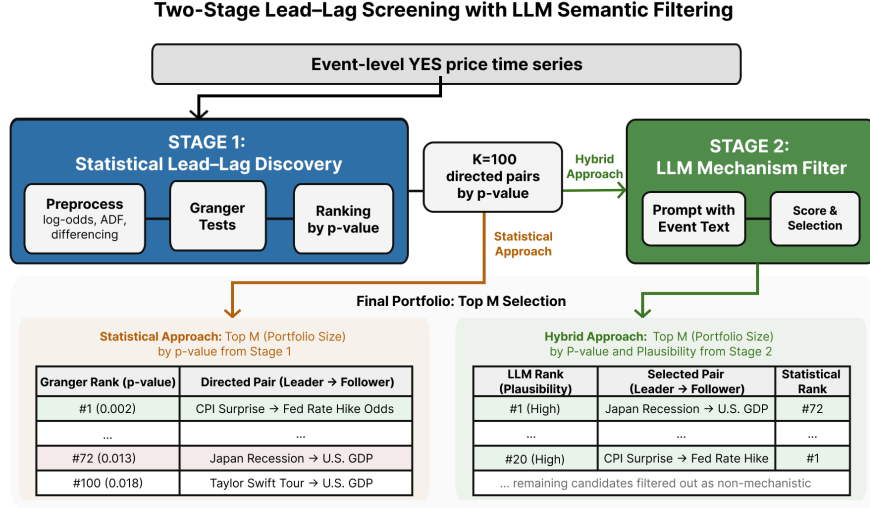 Two-Stage Lead–Lag Screening with LLM Semantic Filtering
Event-level YES price time series
STAGE 1:
Statistical Lead–Lag Discovery
Preprocess
log-odds, ADF,
differencing
Granger
Tests
Ranking
by p-value
K=100
directed pairs
by p-value
Hybrid
Approach
STAGE 2:
LLM Mechanism Filter
Prompt with
Event Text
Score &
Selection
Statistical
Approach
Final Portfolio: Top M Selection
Statistical Approach: Top M (Portfolio Size)
by p-value from Stage 1
Granger Rank (p-value) Directed Pair (Leader → Follower)
#1 (0.002) CPI Surprise → Fed Rate Hike Odds
... ...
#72 (0.013) Japan Recession → U.S. GDP
#100 (0.018) Taylor Swift Tour → U.S. GDP
Hybrid Approach: Top M (Portfolio Size)
by P-value and Plausibility from Stage 2
LLM Rank
(Plausibility)
Selected Pair
(Leader → Follower)
Statistical
Rank
#1 (High) Japan Recession → U.S. GDP #72
... ... ...
#20 (High) CPI Surprise → Fed Rate Hike #1
... remaining candidates filtered out as non-mechanistic